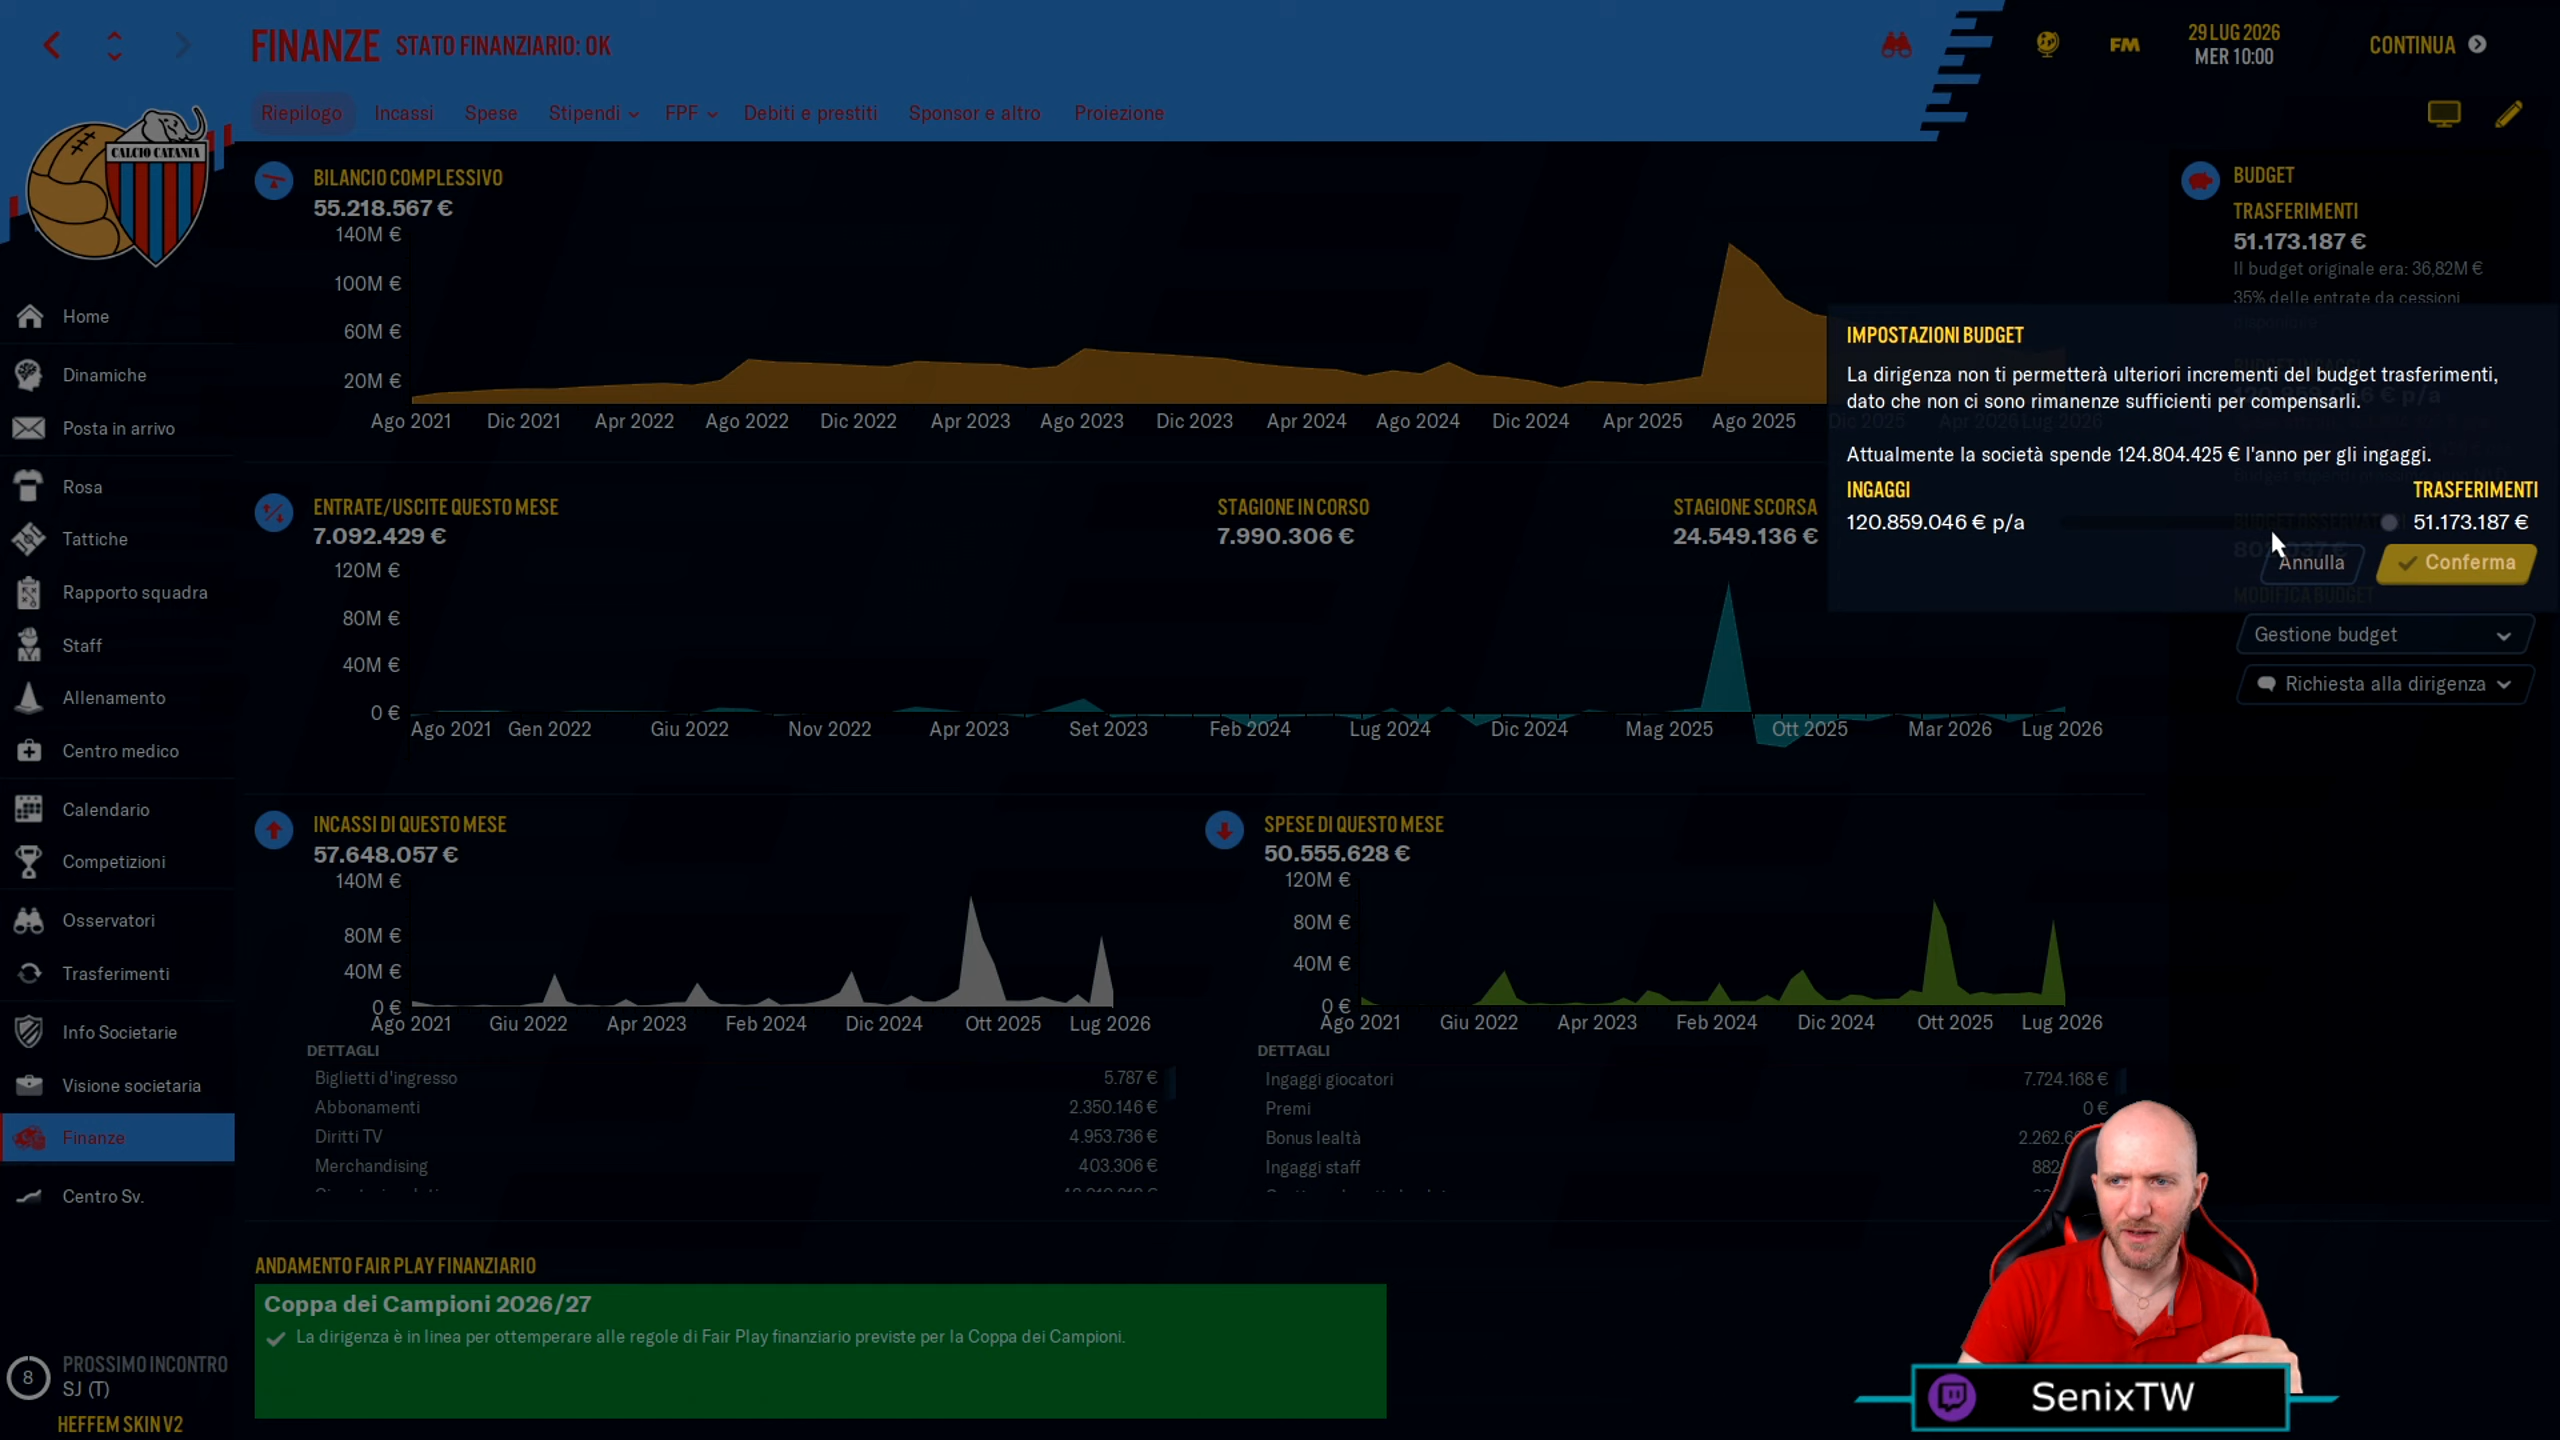 FINANZE STATO FINANZIARIO: OK
FM
29 LUG 2026
MER 10:00
CONTINUA
Riepilogo Incassi Spese Stipendi FPF Debiti e prestiti Sponsor e altro Proiezione
CALCIO CATANIA
Home
Dinamiche
Posta in arrivo
Rosa
Tattiche
Rapporto squadra
Staff
Allenamento
Centro medico
Calendario
Competizioni
Osservatori
Trasferimenti
Info Societarie
Visione societaria
Finanze
Centro Sv.
8
PROSSIMO INCONTRO
SJ (T)
HEFFEM SKIN V2
BILANCIO COMPLESSIVO
55.218.567 €
140M €
100M €
60M €
20M €
Ago 2021 Dic 2021 Apr 2022 Ago 2022 Dic 2022 Apr 2023 Ago 2023 Dic 2023 Apr 2024 Ago 2024 Dic 2024 Apr 2025 Ago 2025 Dic 2025 Apr 2026 Lug 2026
ENTRATE/USCITE QUESTO MESE
7.092.429 €
STAGIONE IN CORSO
7.990.306 €
STAGIONE SCORSA
24.549.136 €
120M €
80M €
40M €
0 €
Ago 2021 Gen 2022 Giu 2022 Nov 2022 Apr 2023 Set 2023 Feb 2024 Lug 2024 Dic 2024 Mag 2025 Ott 2025 Mar 2026 Lug 2026
INCASSI DI QUESTO MESE
57.648.057 €
140M €
80M €
40M €
0 €
Ago 2021 Giu 2022 Apr 2023 Feb 2024 Dic 2024 Ott 2025 Lug 2026
DETTAGLI
Biglietti d'ingresso 5.787 €
Abbonamenti 2.350.146 €
Diritti TV 4.953.736 €
Merchandising 403.306 €
SPESE DI QUESTO MESE
50.555.628 €
120M €
80M €
40M €
0 €
Ago 2021 Giu 2022 Apr 2023 Feb 2024 Dic 2024 Ott 2025 Lug 2026
DETTAGLI
Ingaggi giocatori 7.724.168 €
Premi 0 €
Bonus lealtà
Ingaggi staff
ANDAMENTO FAIR PLAY FINANZIARIO
Coppa dei Campioni 2026/27
La dirigenza è in linea per ottemperare alle regole di Fair Play finanziario previste per la Coppa dei Campioni.
BUDGET
TRASFERIMENTI
51.173.187 €
Il budget originale era: 36,82M €
35% delle entrate da cessioni
IMPOSTAZIONI BUDGET
La dirigenza non ti permetterà ulteriori incrementi del budget trasferimenti,
dato che non ci sono rimanenze sufficienti per compensarli.
Attualmente la società spende 124.804.425 € l'anno per gli ingaggi.
INGAGGI TRASFERIMENTI
120.859.046 € p/a 51.173.187 €
Annulla Conferma
MODIFICA BUDGET
Gestione budget
Richiesta alla dirigenza
SenixTW